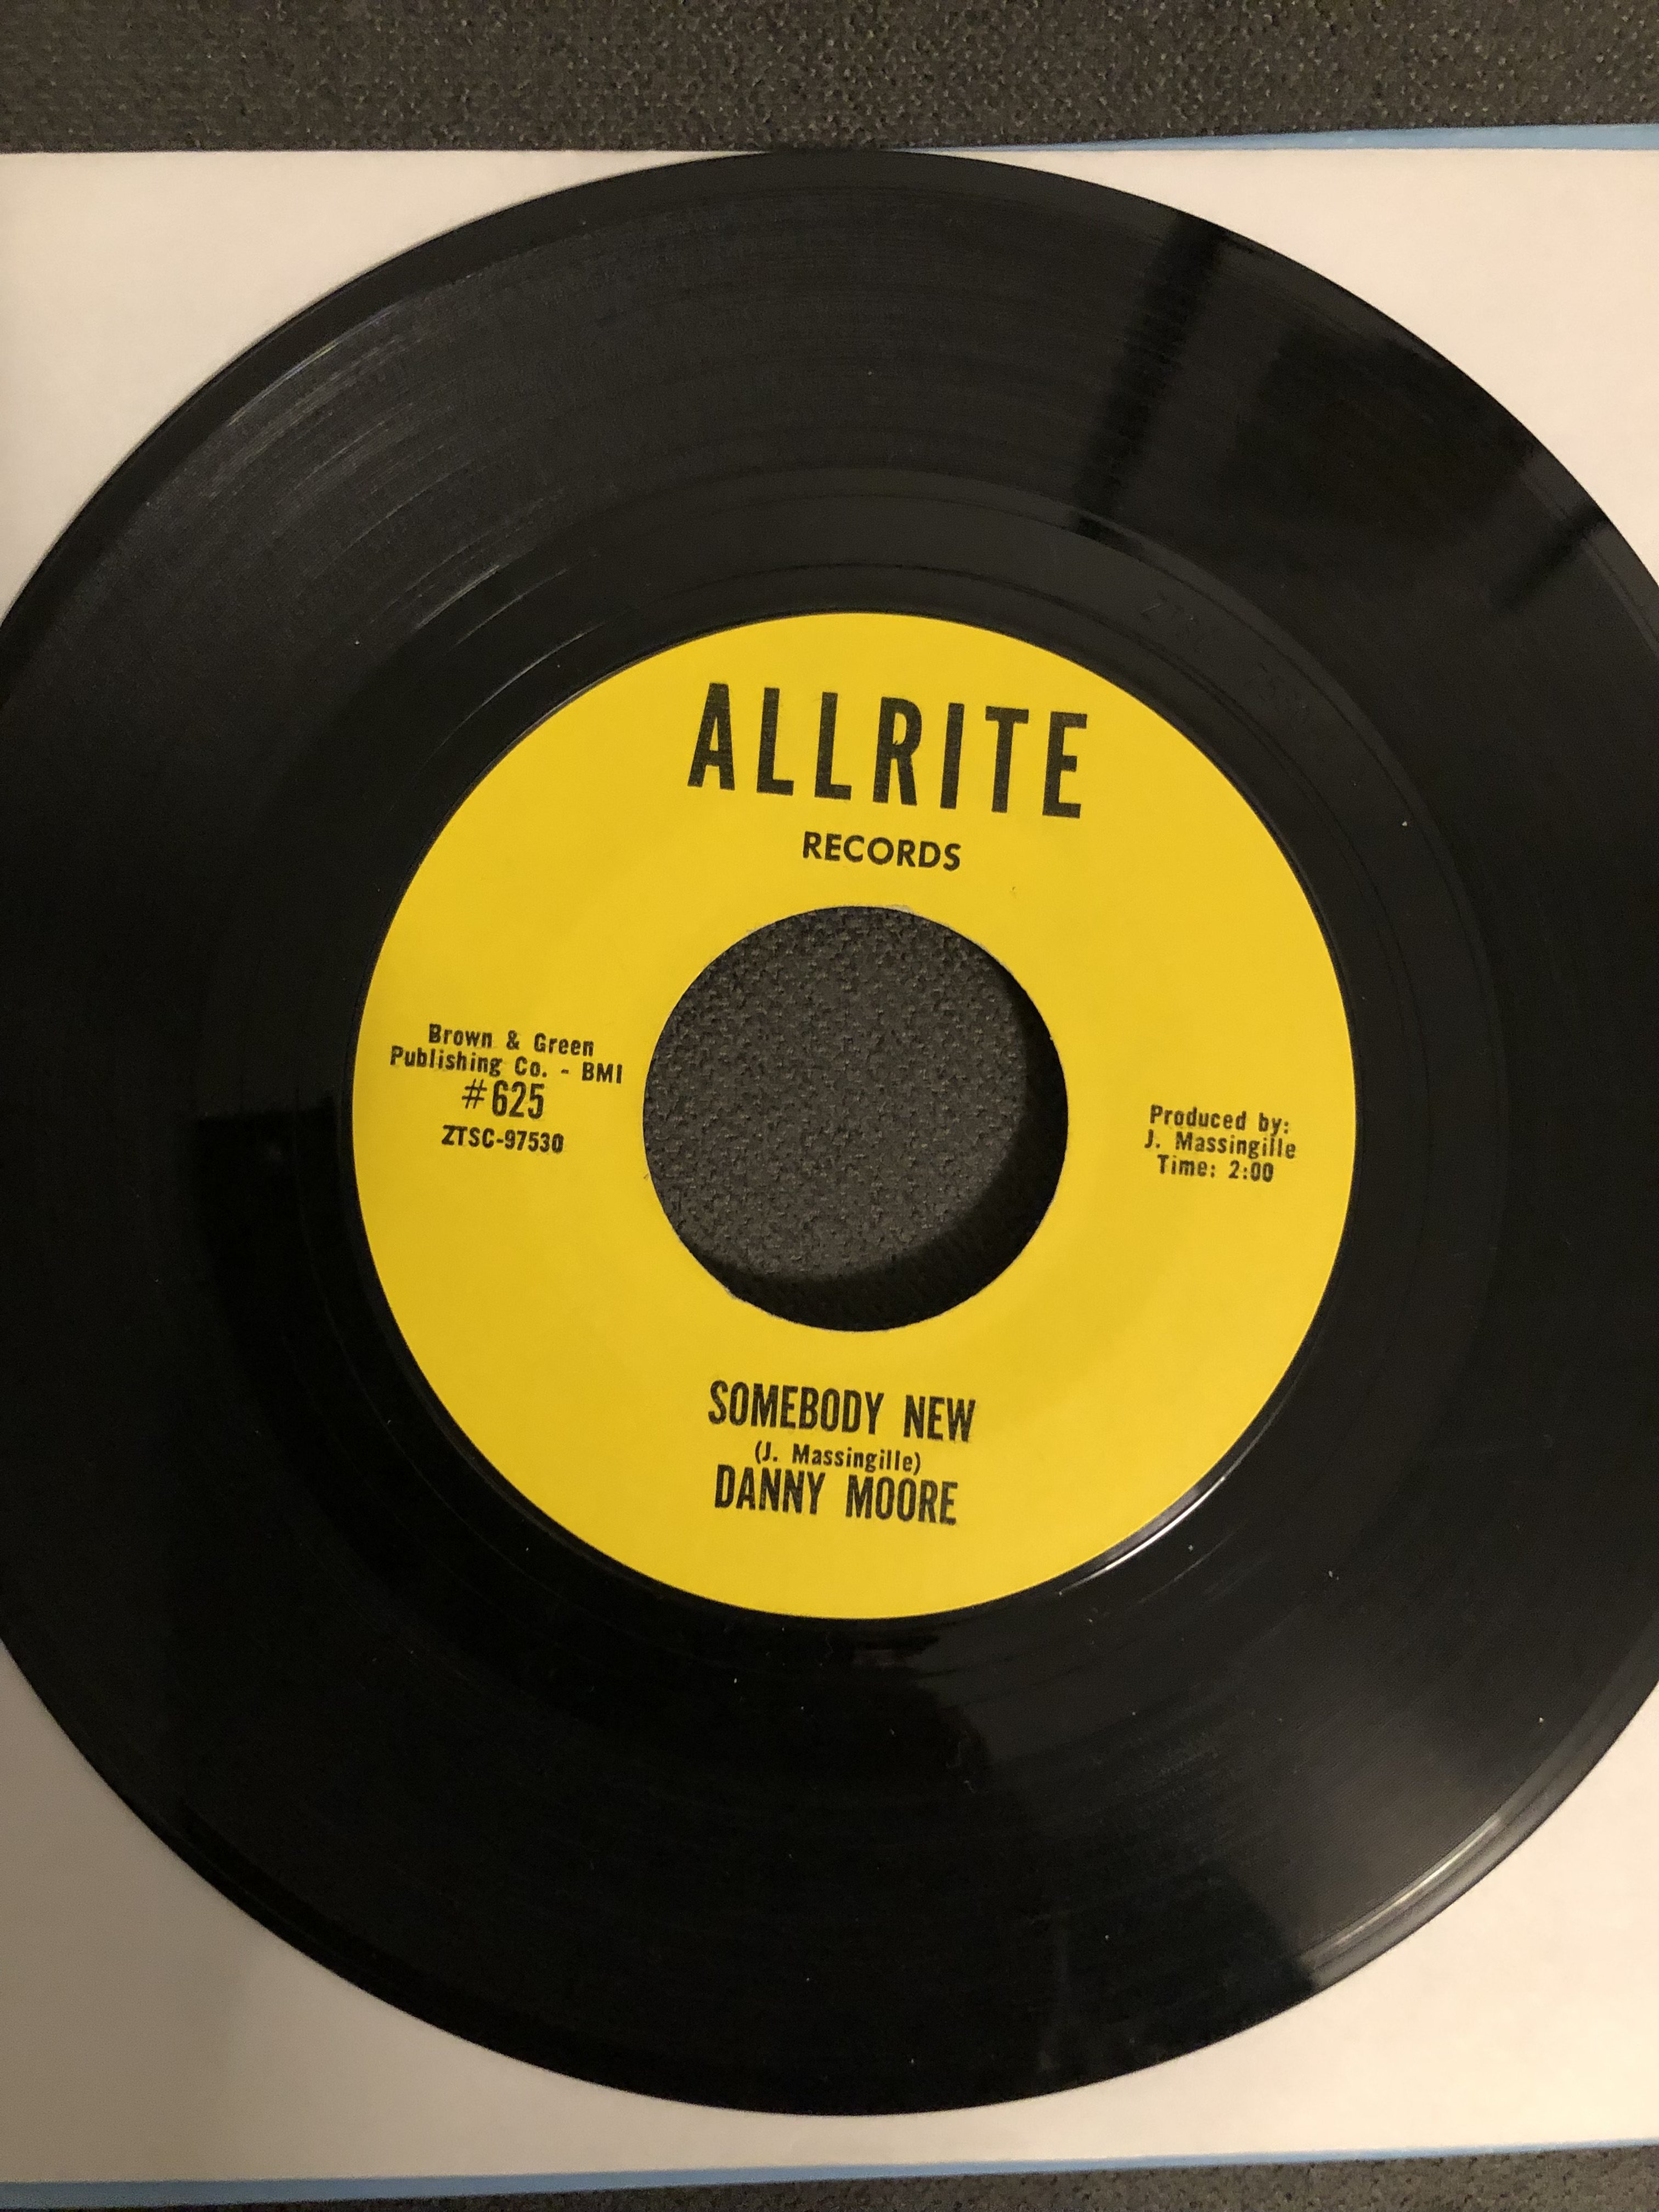 ALLRITE
RECORDS
Brown & Green
Publishing Co. - BMI
#625
ZTSC-97530
Produced by:
J. Massingille
Time: 2:00
SOMEBODY NEW
(J. Massingille)
DANNY MOORE